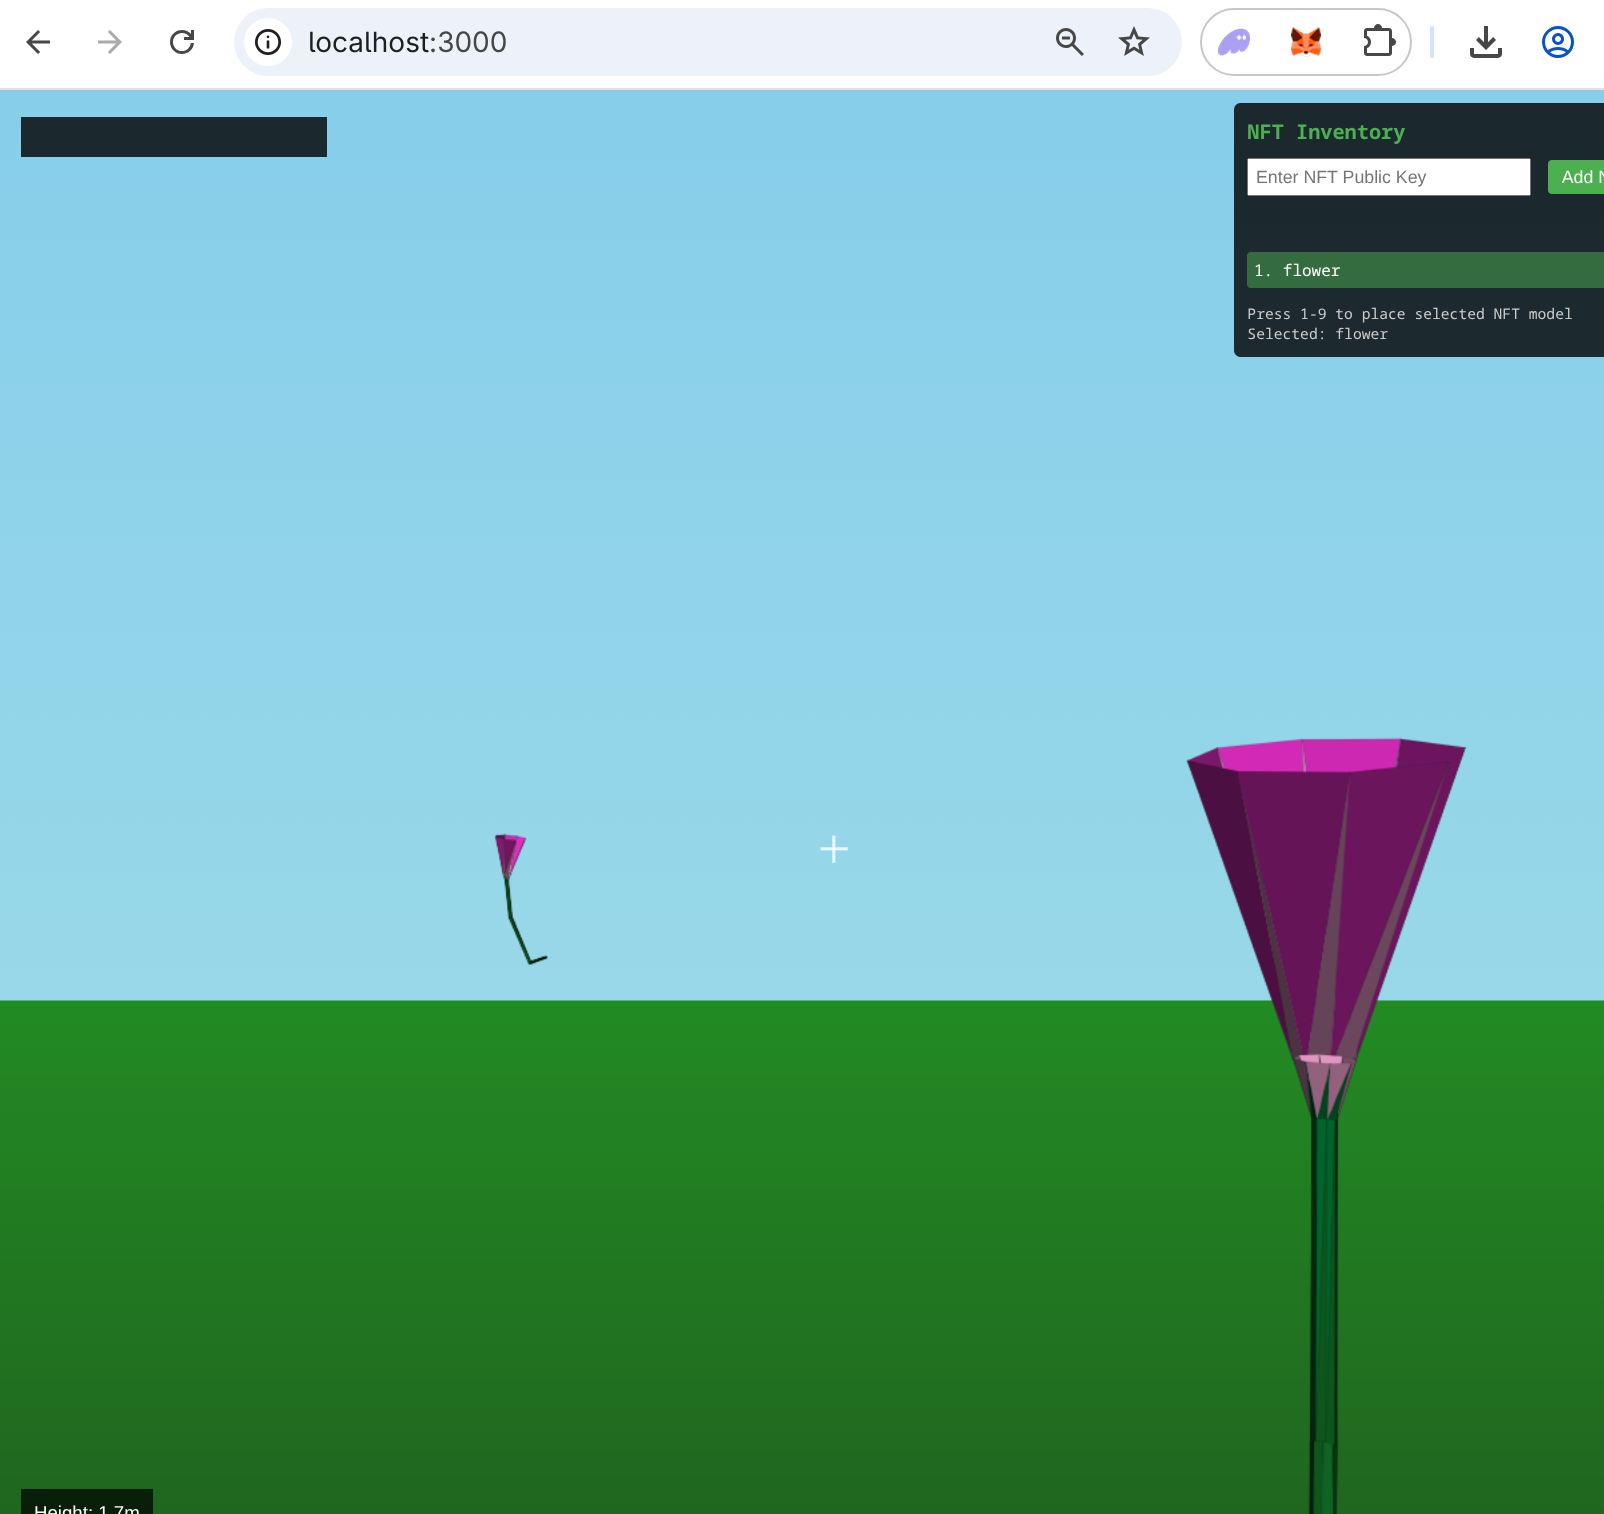 localhost:3000
NFT Inventory
Enter NFT Public Key
Add
1. flower
Press 1-9 to place selected NFT model
Selected: flower
Height: 1.7m